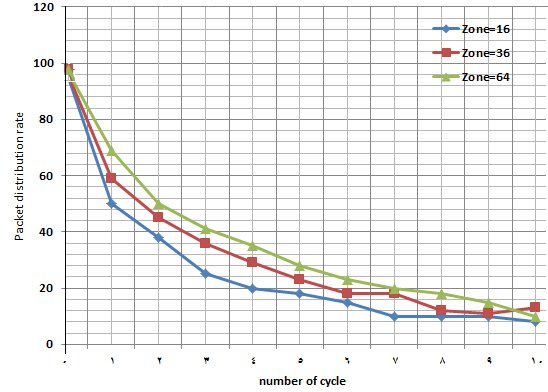 120
100
80
60
40
20
0
Packet distribution rate
Zone=16
Zone=36
Zone=64
٠ ١ ٢ ٣ ٤ ٥ ٦ ٧ ٨ ٩ ١٠
number of cycle